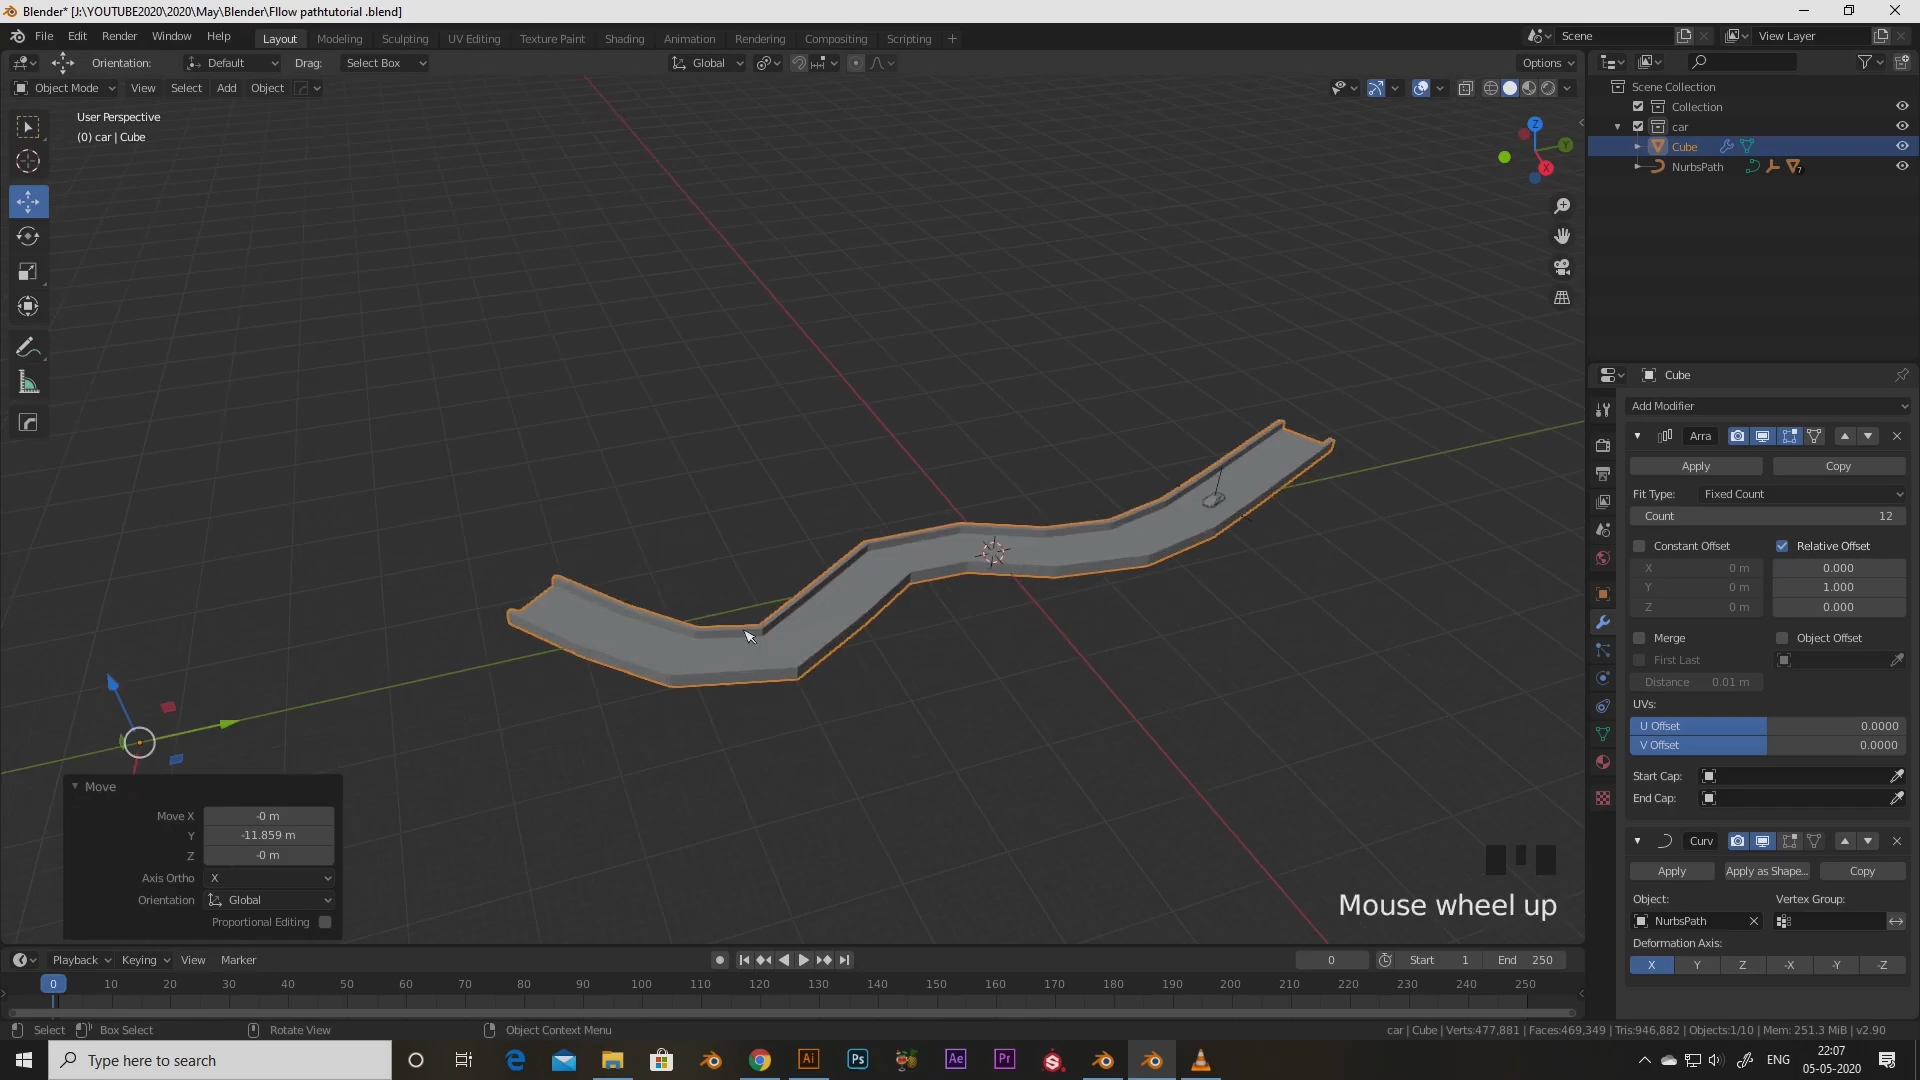 Blender* [J:\YOUTUBE2020\2020\May\Blender\Fllow pathtutorial .blend]
File Edit Render Window Help Layout Modeling Sculpting UV Editing Texture Paint Shading Animation Rendering Compositing Scripting + Scene View Layer
Orientation: Default Drag: Select Box Global Options
Object Mode View Select Add Object
User Perspective
(0) car | Cube
Z
Y
X
Scene Collection
Collection
car
Cube
NurbsPath 7
Cube
Add Modifier
Arra
Apply Copy
Fit Type: Fixed Count
Count 12
Constant Offset Relative Offset
X 0 m 0.000
Y 0 m 1.000
Z 0 m 0.000
Merge Object Offset
First Last
Distance 0.01 m
UVs:
U Offset 0.0000
V Offset 0.0000
Start Cap:
End Cap:
Curv
Apply Apply as Shape... Copy
Object: Vertex Group:
NurbsPath
Deformation Axis:
X Y Z -X -Y -Z
Move
Move X -0 m
Y -11.859 m
Z -0 m
Axis Ortho X
Orientation Global
Proportional Editing
Mouse wheel up
Playback Keying View Marker 0 Start 1 End 250
0 10 20 30 40 50 60 70 80 90 100 110 120 130 140 150 160 170 180 190 200 210 220 230 240 250
Select Box Select Rotate View Object Context Menu car | Cube | Verts:477,881 | Faces:469,349 | Tris:946,882 | Objects:1/10 | Mem: 251.3 MiB | v2.90
Type here to search Ai Ps Ae Pr ENG 22:07
05-05-2020